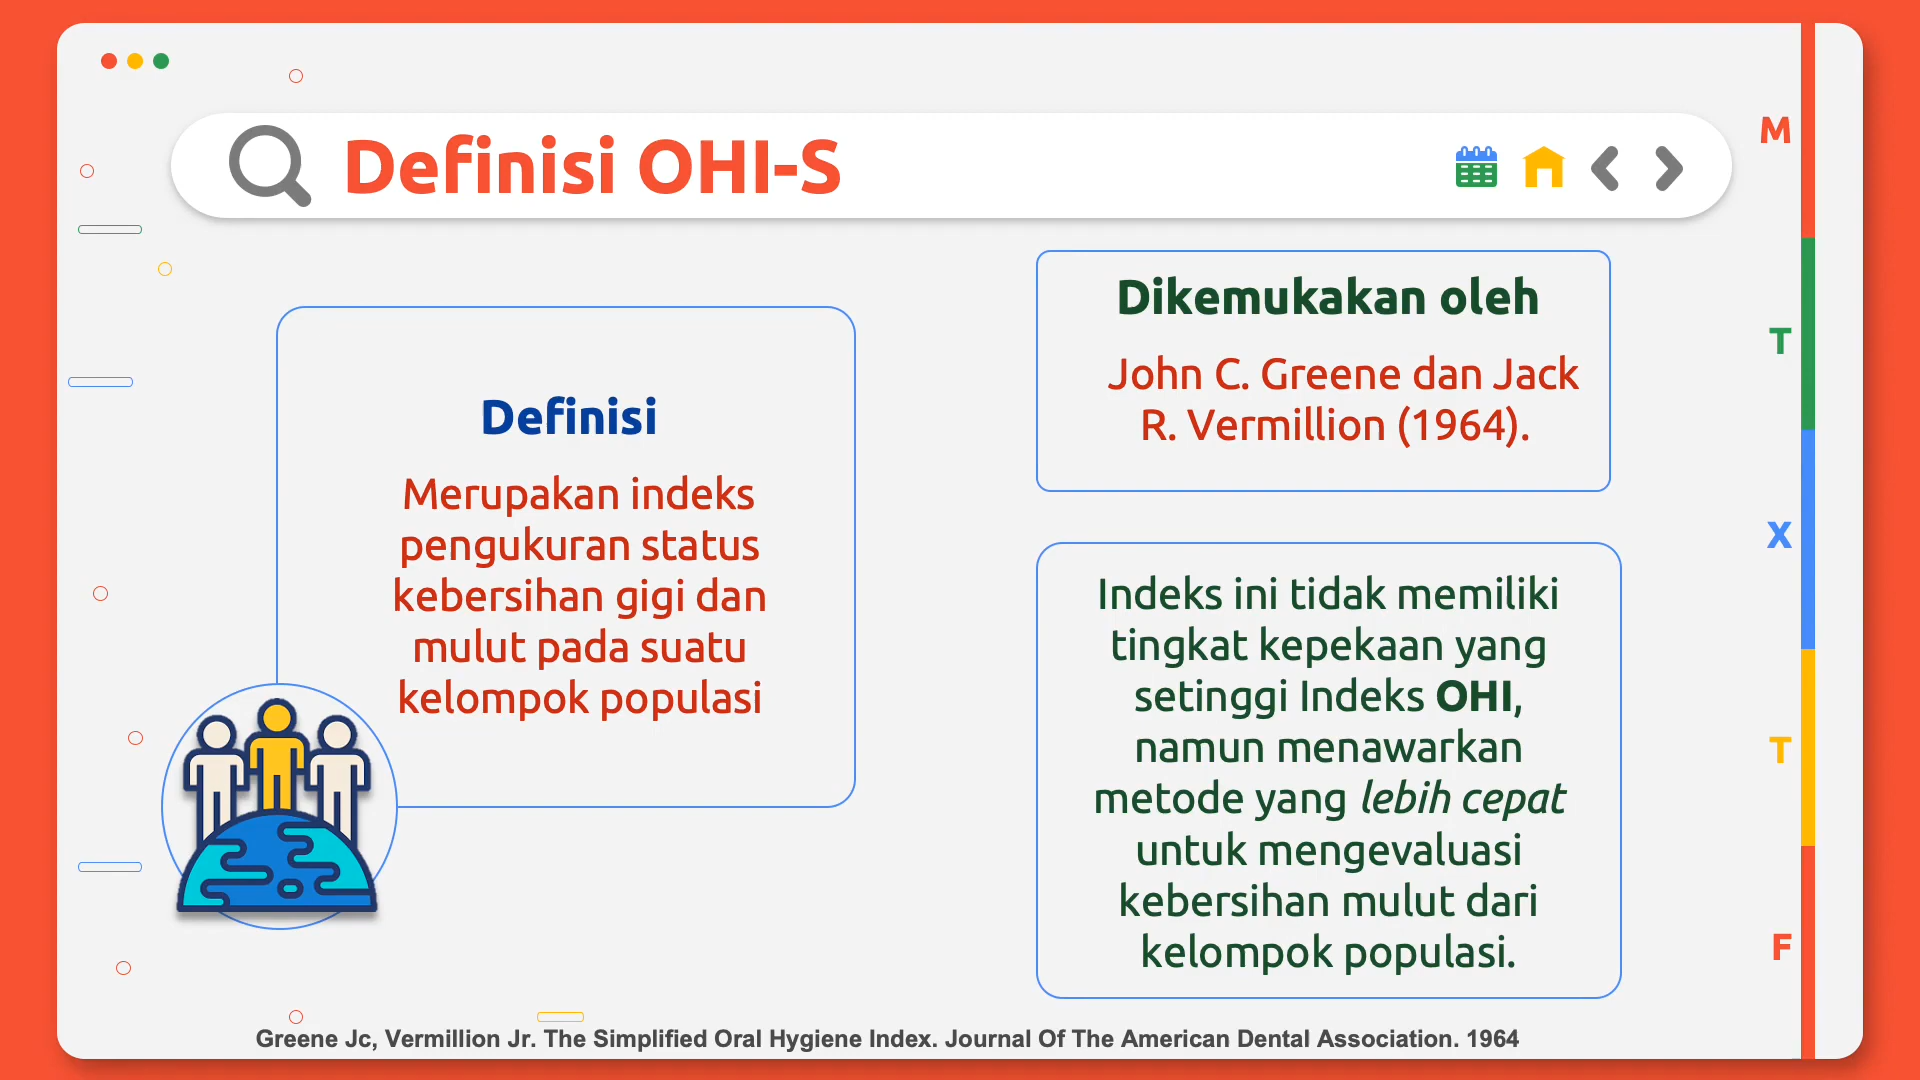 Definisi OHI-S
Definisi
Merupakan indeks
pengukuran status
kebersihan gigi dan
mulut pada suatu
kelompok populasi
Dikemukakan oleh
John C. Greene dan Jack
R. Vermillion (1964).
Indeks ini tidak memiliki
tingkat kepekaan yang
setinggi Indeks OHI,
namun menawarkan
metode yang lebih cepat
untuk mengevaluasi
kebersihan mulut dari
kelompok populasi.
M
T
X
T
F
Greene Jc, Vermillion Jr. The Simplified Oral Hygiene Index. Journal Of The American Dental Association. 1964